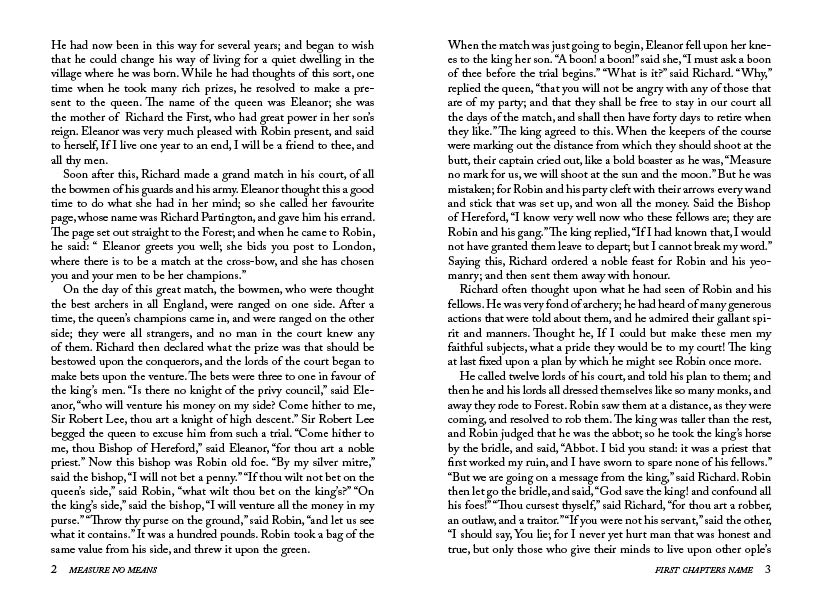 He had now been in this way for several years; and began to wish
that he could change his way of living for a quiet dwelling in the
village where he was born. While he had thoughts of this sort, one
time when he took many rich prizes, he resolved to make a pre-
sent to the queen. The name of the queen was Eleanor; she was
the mother of Richard the First, who had great power in her son’s
reign. Eleanor was very much pleased with Robin present, and said
to herself, If I live one year to an end, I will be a friend to thee, and
all thy men.
Soon after this, Richard made a grand match in his court, of all
the bowmen of his guards and his army. Eleanor thought this a good
time to do what she had in her mind; so she called her favourite
page, whose name was Richard Partington, and gave him his errand.
The page set out straight to the Forest; and when he came to Robin,
he said: “ Eleanor greets you well; she bids you post to London,
where there is to be a match at the cross-bow, and she has chosen
you and your men to be her champions.”
On the day of this great match, the bowmen, who were thought
the best archers in all England, were ranged on one side. After a
time, the queen’s champions came in, and were ranged on the other
side; they were all strangers, and no man in the court knew any
of them. Richard then declared what the prize was that should be
bestowed upon the conquerors, and the lords of the court began to
make bets upon the venture. The bets were three to one in favour of
the king’s men. “Is there no knight of the privy council,” said Ele-
anor, “who will venture his money on my side? Come hither to me,
Sir Robert Lee, thou art a knight of high descent.” Sir Robert Lee
begged the queen to excuse him from such a trial. “Come hither to
me, thou Bishop of Hereford,” said Eleanor, “for thou art a noble
priest.” Now this bishop was Robin old foe. “By my silver mitre,”
said the bishop, “I will not bet a penny.” “If thou wilt not bet on the
queen’s side,” said Robin, “what wilt thou bet on the king’s?” “On
the king’s side,” said the bishop, “I will venture all the money in my
purse.” “Throw thy purse on the ground,” said Robin, “and let us see
what it contains.” It was a hundred pounds. Robin took a bag of the
same value from his side, and threw it upon the green.
2 MEASURE NO MEANS
When the match was just going to begin, Eleanor fell upon her kne-
es to the king her son. “A boon! a boon!” said she, “I must ask a boon
of thee before the trial begins.” “What is it?” said Richard. “Why,”
replied the queen, “that you will not be angry with any of those that
are of my party; and that they shall be free to stay in our court all
the days of the match, and shall then have forty days to retire when
they like.” The king agreed to this. When the keepers of the course
were marking out the distance from which they should shoot at the
butt, their captain cried out, like a bold boaster as he was, “Measure
no mark for us, we will shoot at the sun and the moon.” But he was
mistaken; for Robin and his party cleft with their arrows every wand
and stick that was set up, and won all the money. Said the Bishop
of Hereford, “I know very well now who these fellows are; they are
Robin and his gang.” The king replied, “If I had known that, I would
not have granted them leave to depart; but I cannot break my word.”
Saying this, Richard ordered a noble feast for Robin and his yeo-
manry; and then sent them away with honour.
Richard often thought upon what he had seen of Robin and his
fellows. He was very fond of archery; he had heard of many generous
actions that were told about them, and he admired their gallant spi-
rit and manners. Thought he, If I could but make these men my
faithful subjects, what a pride they would be to my court! The king
at last fixed upon a plan by which he might see Robin once more.
He called twelve lords of his court, and told his plan to them; and
then he and his lords all dressed themselves like so many monks, and
away they rode to Forest. Robin saw them at a distance, as they were
coming, and resolved to rob them. The king was taller than the rest,
and Robin judged that he was the abbot; so he took the king’s horse
by the bridle, and said, “Abbot. I bid you stand: it was a priest that
first worked my ruin, and I have sworn to spare none of his fellows.”
“But we are going on a message from the king,” said Richard. Robin
then let go the bridle, and said, “God save the king! and confound all
his foes!” “Thou cursest thyself,” said Richard, “for thou art a robber,
an outlaw, and a traitor.” “If you were not his servant,” said the other,
“I should say, You lie; for I never yet hurt man that was honest and
true, but only those who give their minds to live upon other ople’s
FIRST CHAPTERS NAME 3